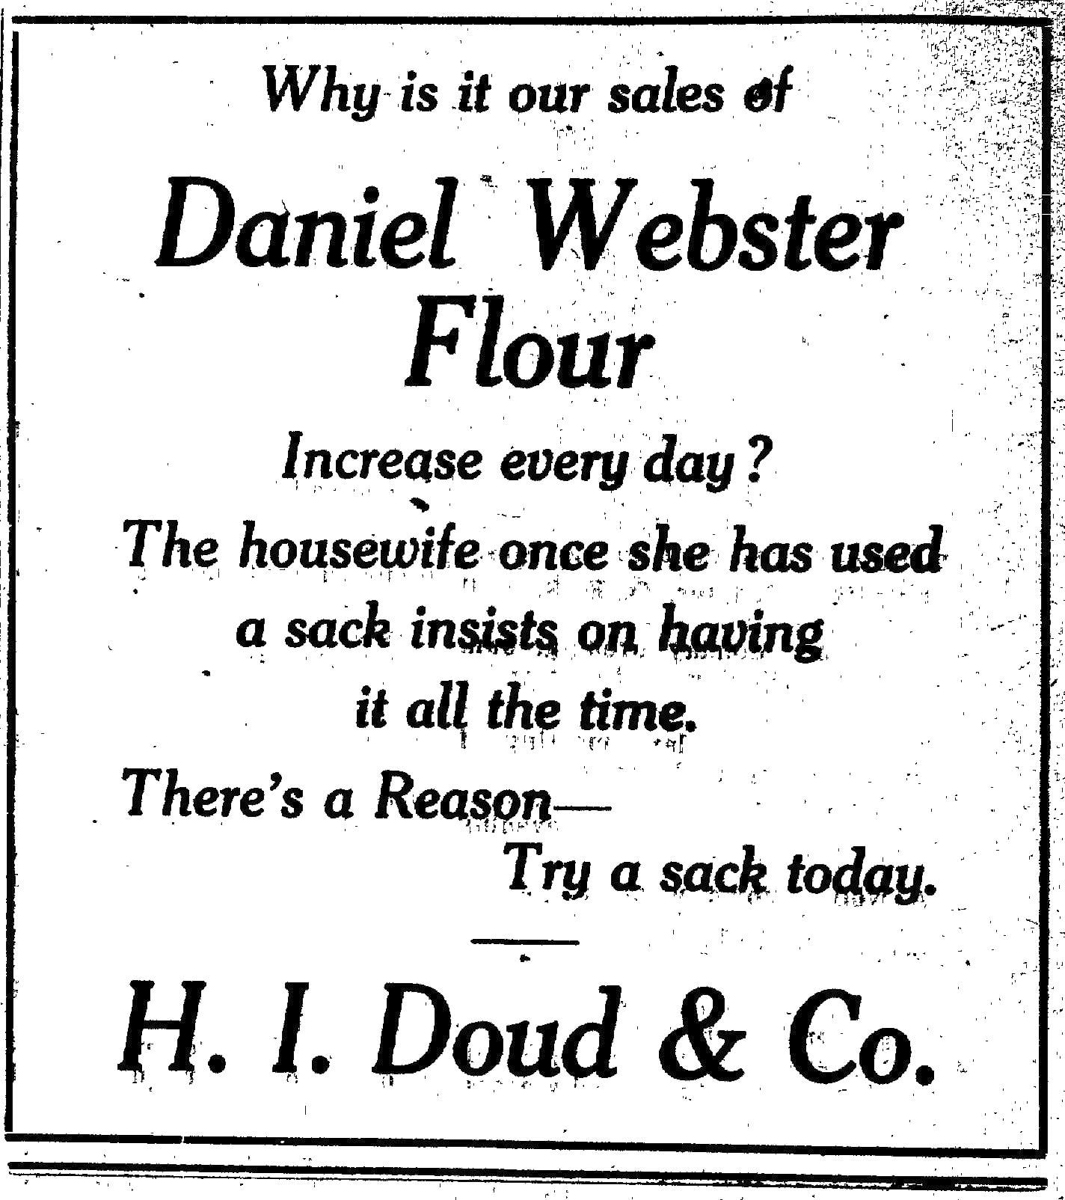 Why is it our sales of
Daniel Webster
Flour
Increase every day?
The housewife once she has used
a sack insists on having
it all the time.
There's a Reason—
Try a sack today.
H. I. Doud & Co.